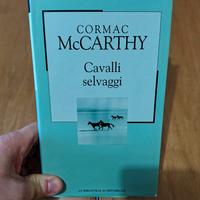 CORMAC
McCARTHY
Cavalli
selvaggi
LA BIBLIOTECA DI REPUBBLICA